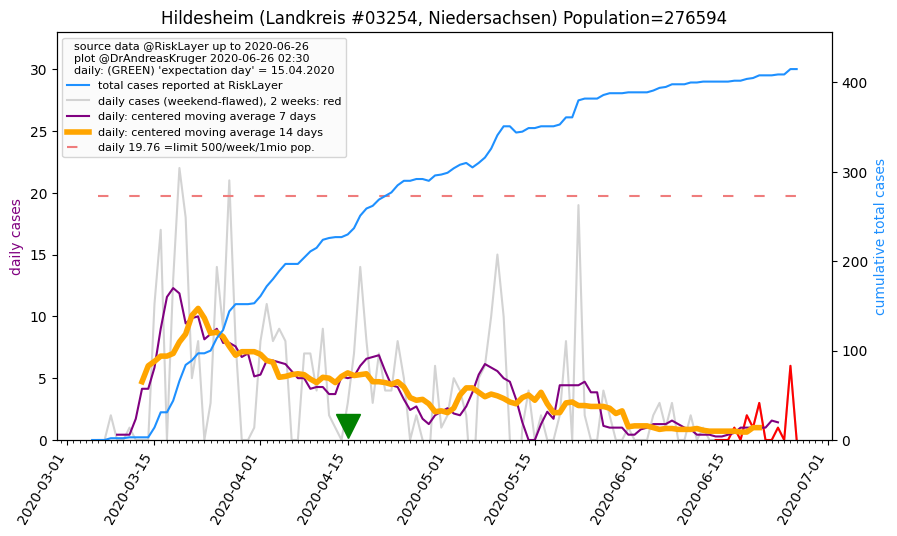 Hildesheim (Landkreis #03254, Niedersachsen) Population=276594
source data @RiskLayer up to 2020-06-26
plot @DrAndreasKruger 2020-06-26 02:30
daily: (GREEN) 'expectation day' = 15.04.2020
total cases reported at RiskLayer
daily cases (weekend-flawed), 2 weeks: red
daily: centered moving average 7 days
daily: centered moving average 14 days
daily 19.76 =limit 500/week/1mio pop.
daily cases
30
25
20
15
10
5
0
cumulative total cases
400
300
200
100
0
2020-03-01
2020-03-15
2020-04-01
2020-04-15
2020-05-01
2020-05-15
2020-06-01
2020-06-15
2020-07-01